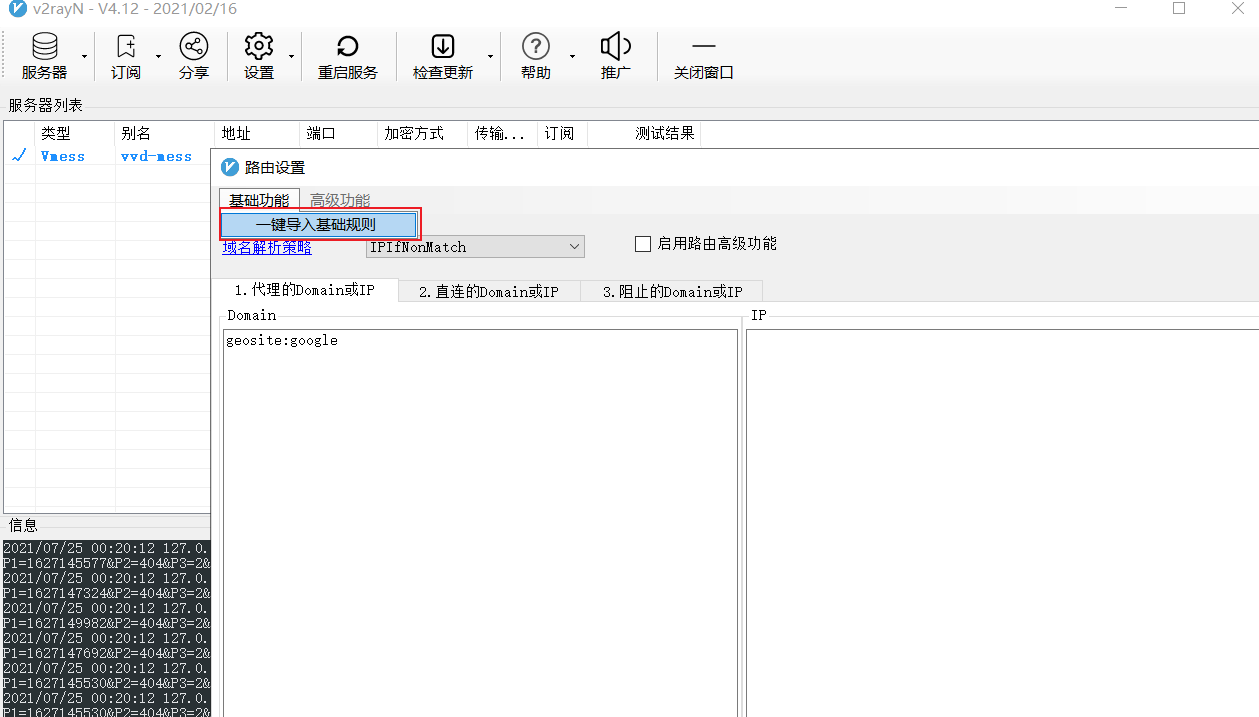 v2rayN - V4.12 - 2021/02/16
服务器 订阅 分享 设置 重启服务 检查更新 帮助 推广 关闭窗口
服务器列表
类型 别名 地址 端口 加密方式 传输... 订阅 测试结果
Vmess vvd-mess
路由设置
基础功能 高级功能
一键导入基础规则
域名解析策略 IPIfNonMatch 启用路由高级功能
1.代理的Domain或IP 2.直连的Domain或IP 3.阻止的Domain或IP
Domain IP
geosite:google
信息
2021/07/25 00:20:12 127.0.
P1=1627145577&P2=404&P3=2&
2021/07/25 00:20:12 127.0.
P1=1627147324&P2=404&P3=2&
2021/07/25 00:20:12 127.0.
P1=1627149982&P2=404&P3=2&
2021/07/25 00:20:12 127.0.
P1=1627147692&P2=404&P3=2&
2021/07/25 00:20:12 127.0.
P1=1627145530&P2=404&P3=2&
2021/07/25 00:20:12 127.0.
P1=1627145530&P2=404&P3=2&